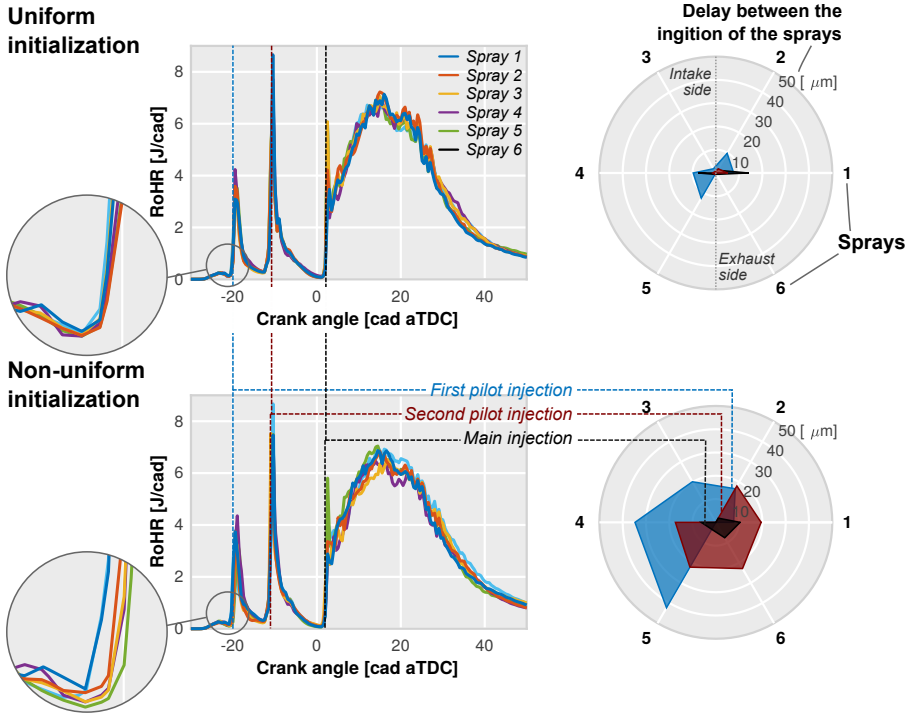 Uniform
initialization
RoHR [J/cad]
8
6
4
2
0
-20
0
20
40
Crank angle [cad aTDC]
Spray 1
Spray 2
Spray 3
Spray 4
Spray 5
Spray 6
Delay between the
ingition of the sprays
3
2
50 [ μm]
40
30
20
10
Intake
side
4
1
Sprays
Exhaust
side
5
6
Non-uniform
initialization
RoHR [J/cad]
8
6
4
2
0
-20
0
20
40
Crank angle [cad aTDC]
First pilot injection
Second pilot injection
Main injection
3
2
50 [ μm]
40
30
20
10
4
1
5
6